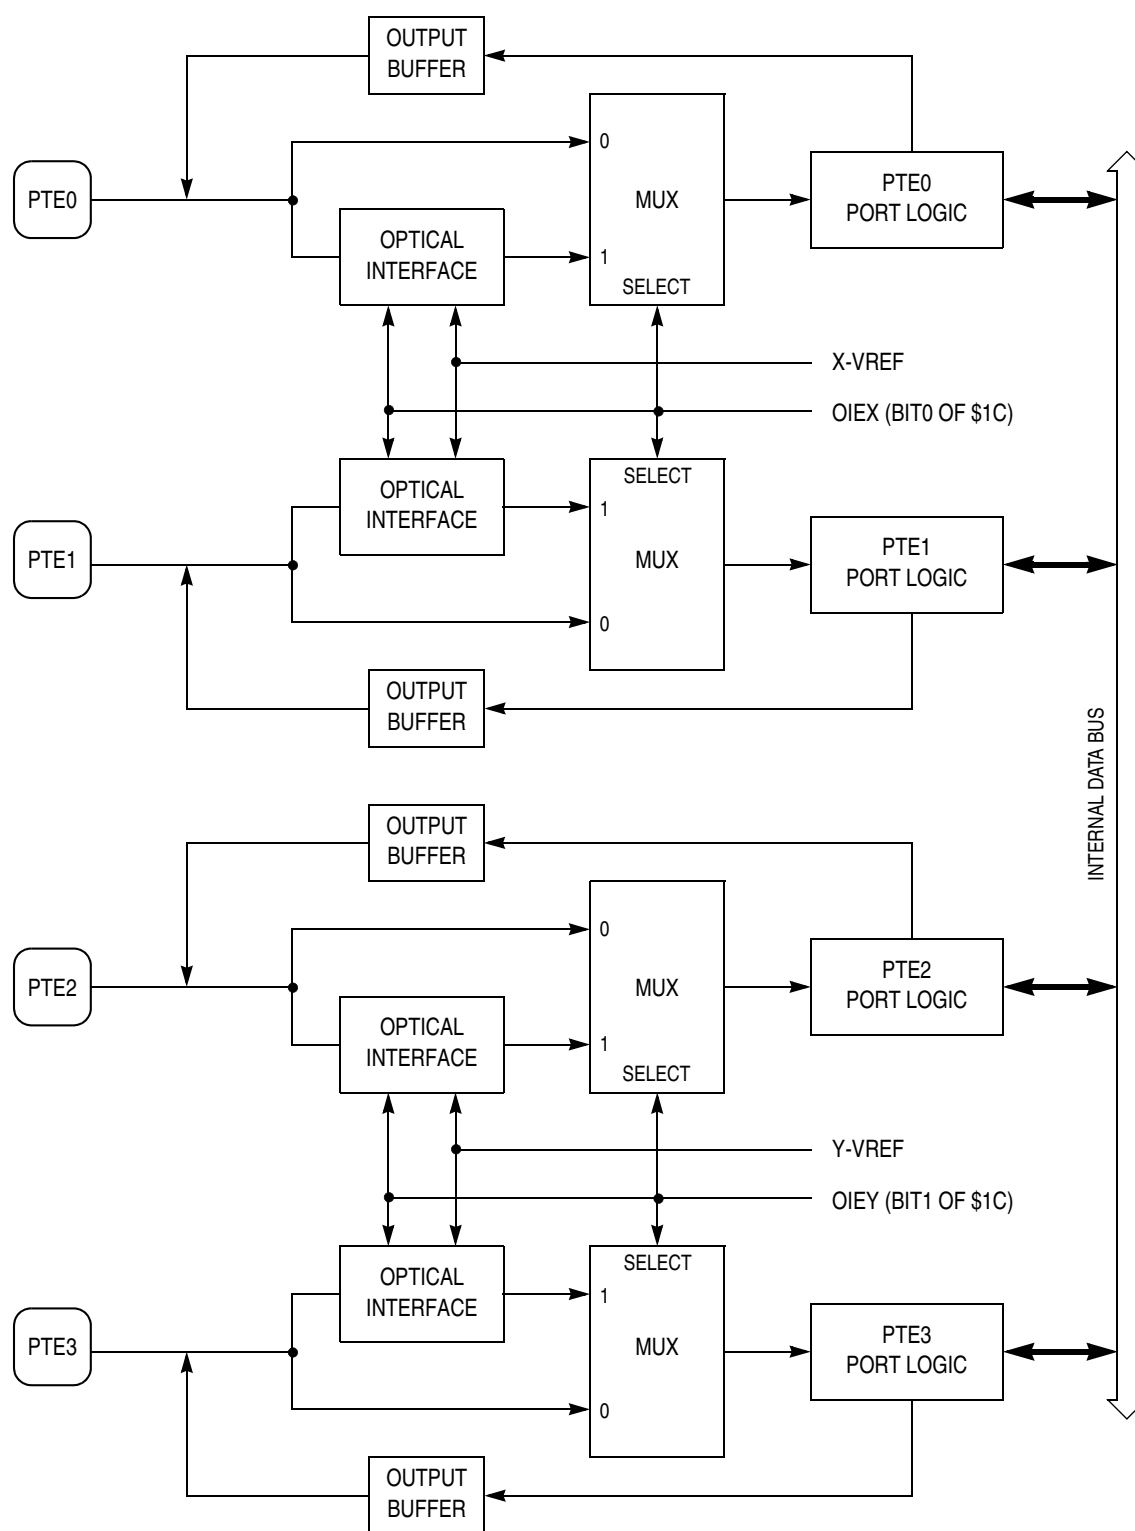 OUTPUT
BUFFER
0
PTE0
MUX
PTE0
PORT LOGIC
OPTICAL
INTERFACE
1
SELECT
X-VREF
OIEX (BIT0 OF $1C)
SELECT
OPTICAL
INTERFACE
1
PTE1
MUX
PTE1
PORT LOGIC
0
OUTPUT
BUFFER
INTERNAL DATA BUS
OUTPUT
BUFFER
0
PTE2
MUX
PTE2
PORT LOGIC
OPTICAL
INTERFACE
1
SELECT
Y-VREF
OIEY (BIT1 OF $1C)
SELECT
OPTICAL
INTERFACE
1
PTE3
MUX
PTE3
PORT LOGIC
0
OUTPUT
BUFFER